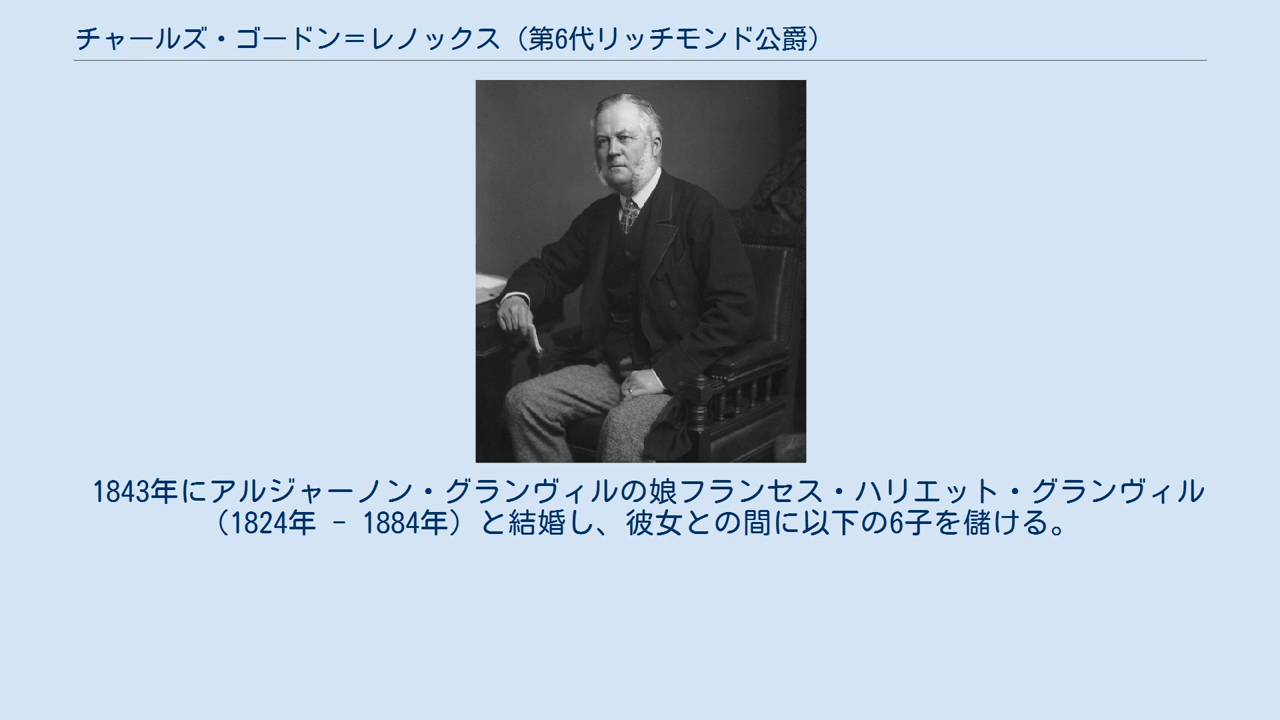 チャールズ・ゴードン＝レノックス（第6代リッチモンド公爵）
1843年にアルジャーノン・グランヴィルの娘フランセス・ハリエット・グランヴィル
（1824年 – 1884年）と結婚し、彼女との間に以下の6子を儲ける。